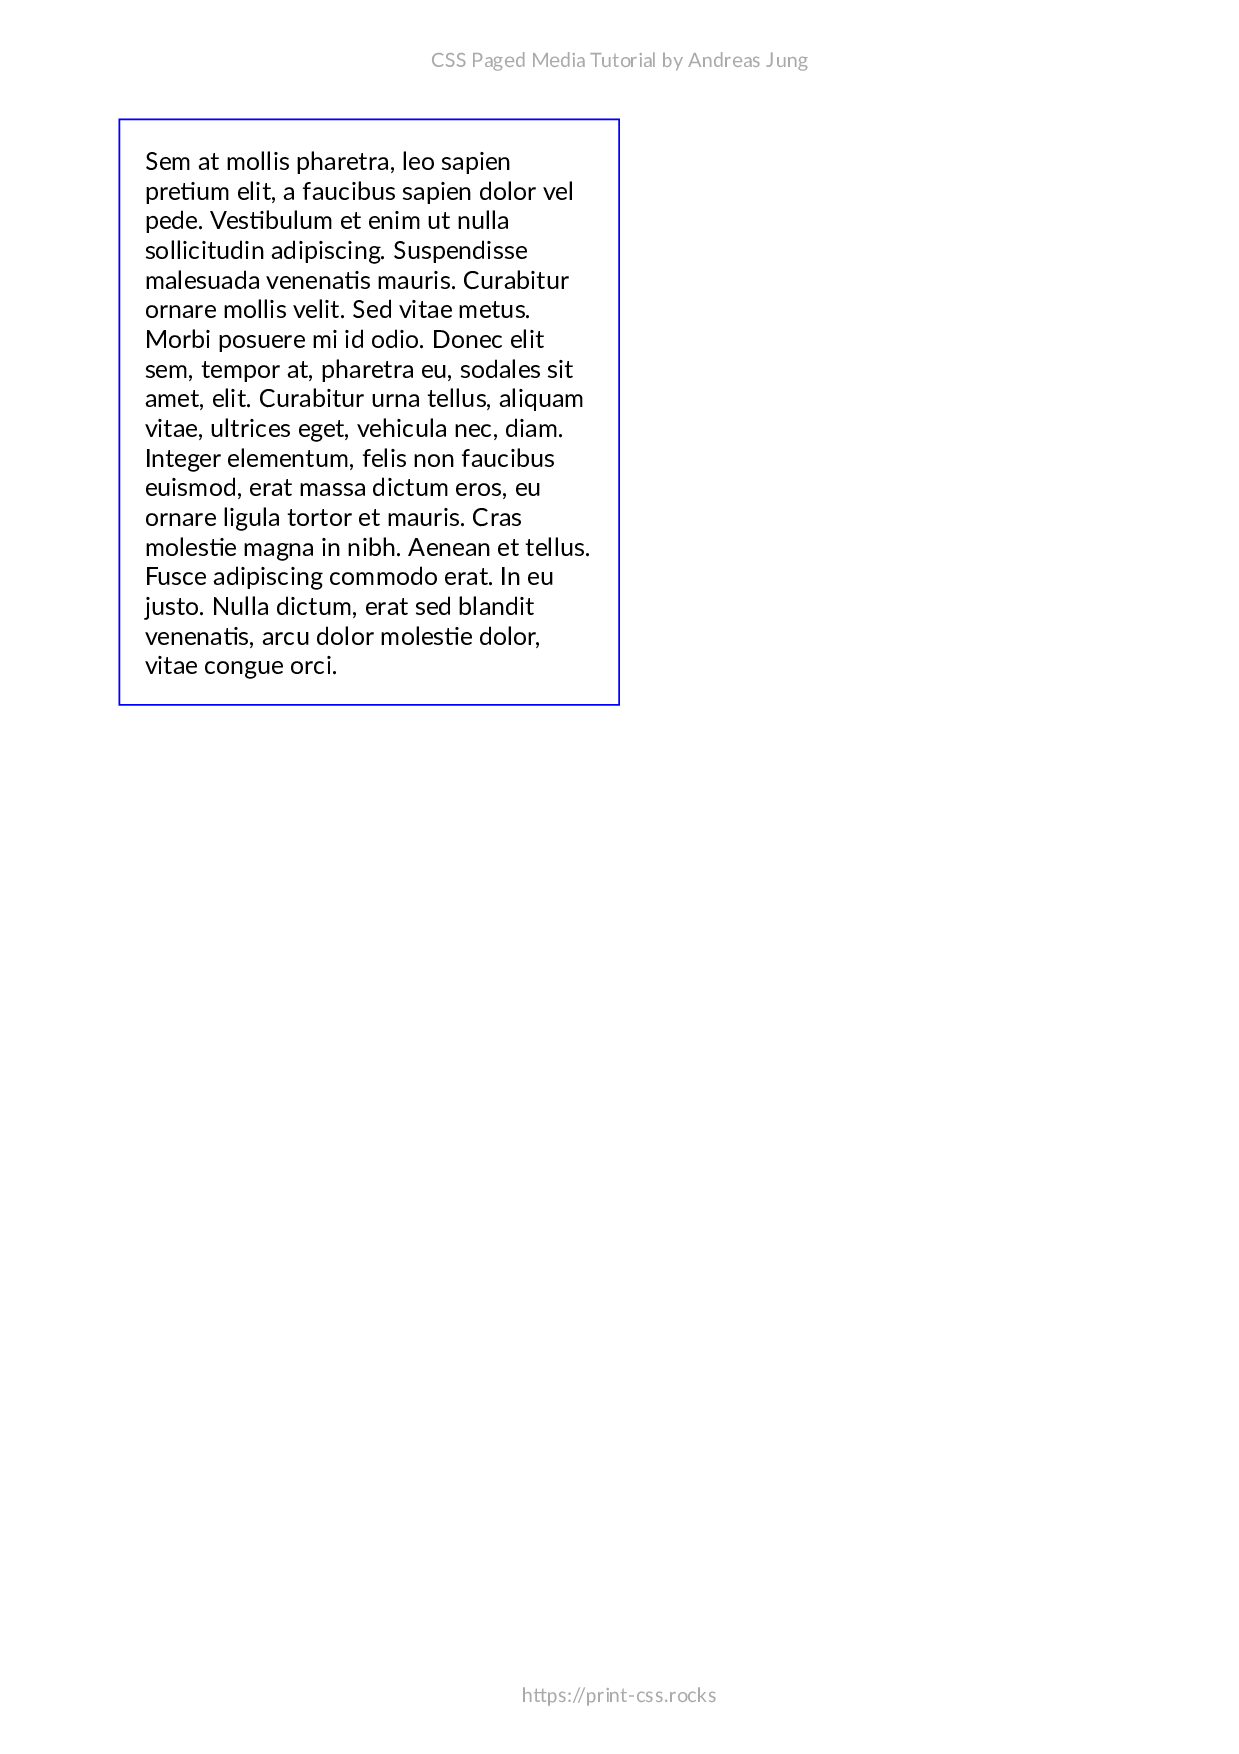 CSS Paged Media Tutorial by Andreas Jung
Sem at mollis pharetra, leo sapien
pretium elit, a faucibus sapien dolor vel
pede. Vestibulum et enim ut nulla
sollicitudin adipiscing. Suspendisse
malesuada venenatis mauris. Curabitur
ornare mollis velit. Sed vitae metus.
Morbi posuere mi id odio. Donec elit
sem, tempor at, pharetra eu, sodales sit
amet, elit. Curabitur urna tellus, aliquam
vitae, ultrices eget, vehicula nec, diam.
Integer elementum, felis non faucibus
euismod, erat massa dictum eros, eu
ornare ligula tortor et mauris. Cras
molestie magna in nibh. Aenean et tellus.
Fusce adipiscing commodo erat. In eu
justo. Nulla dictum, erat sed blandit
venenatis, arcu dolor molestie dolor,
vitae congue orci.
https://print-css.rocks